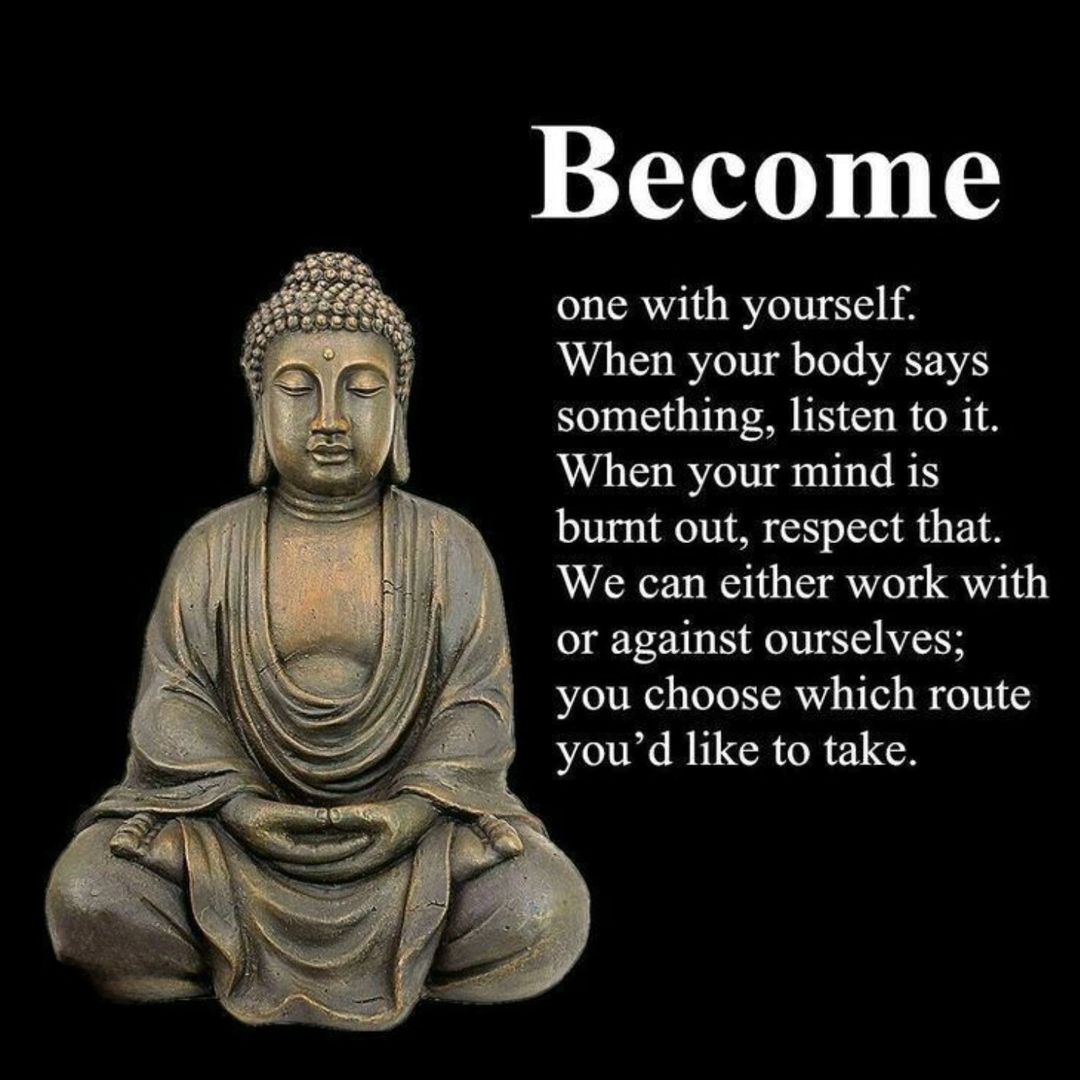 Become
one with yourself.
When your body says
something, listen to it.
When your mind is
burnt out, respect that.
We can either work with
or against ourselves;
you choose which route
you’d like to take.